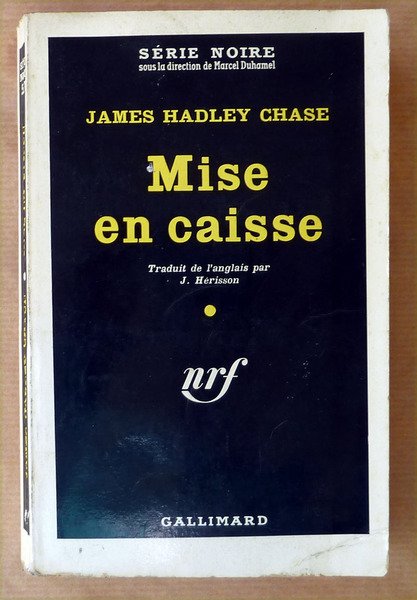 SÉRIE NOIRE
sous la direction de Marcel Duhamel
JAMES HADLEY CHASE
Mise
en caisse
Traduit de l'anglais par
J. Hérisson
nrf
GALLIMARD